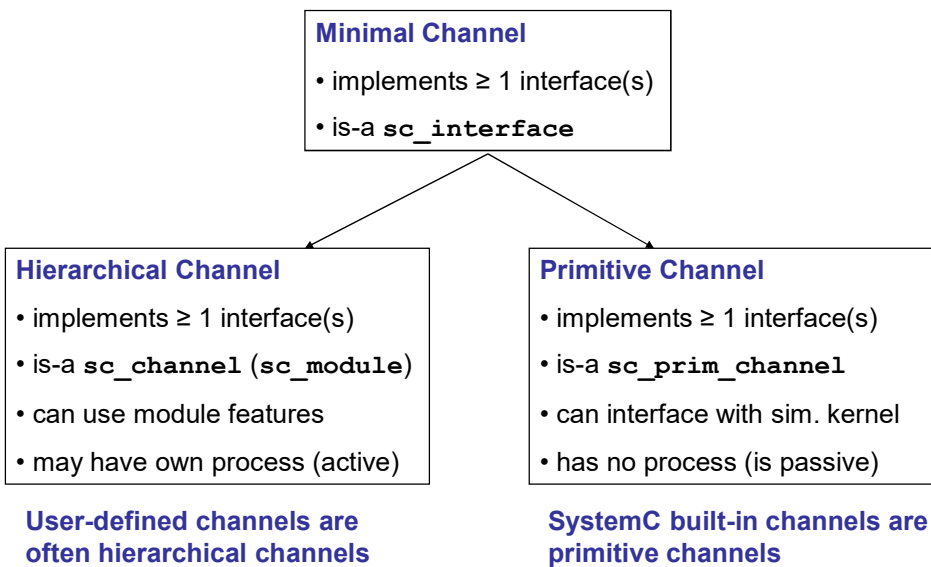 Minimal Channel
• implements ≥ 1 interface(s)
• is-a sc_interface
Hierarchical Channel
• implements ≥ 1 interface(s)
• is-a sc_channel (sc_module)
• can use module features
• may have own process (active)
User-defined channels are
often hierarchical channels
Primitive Channel
• implements ≥ 1 interface(s)
• is-a sc_prim_channel
• can interface with sim. kernel
• has no process (is passive)
SystemC built-in channels are
primitive channels